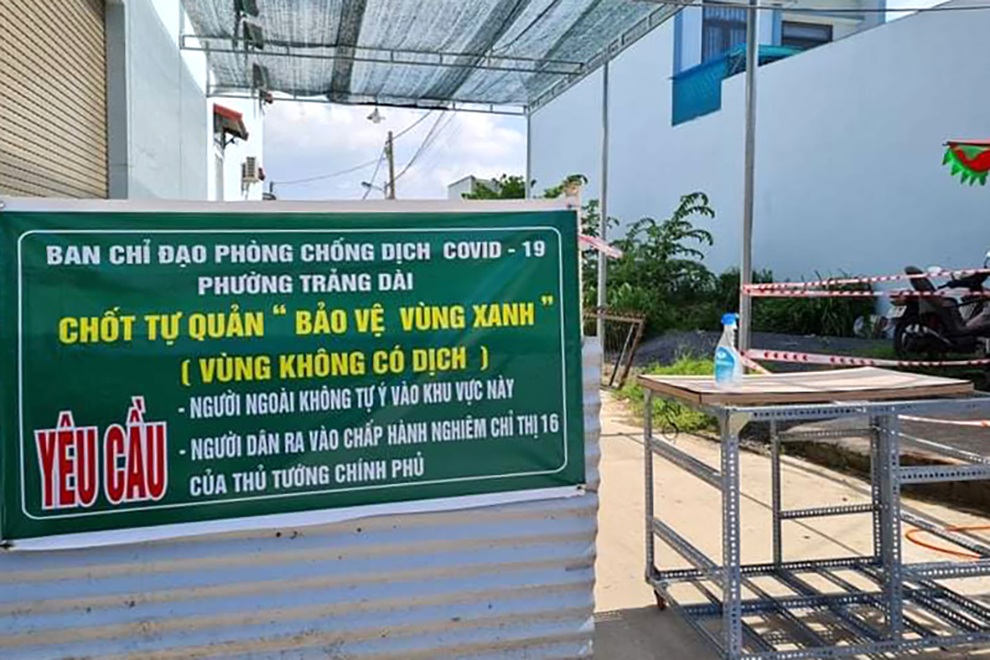 BAN CHỈ ĐẠO PHÒNG CHỐNG DỊCH COVID - 19
PHƯỜNG TRẢNG DÀI
CHỐT TỰ QUẢN " BẢO VỆ VÙNG XANH "
( VÙNG KHÔNG CÓ DỊCH )
YÊU CẦU
- NGƯỜI NGOÀI KHÔNG TỰ Ý VÀO KHU VỰC NÀY
- NGƯỜI DÂN RA VÀO CHẤP HÀNH NGHIÊM CHỈ THỊ 16
CỦA THỦ TƯỚNG CHÍNH PHỦ